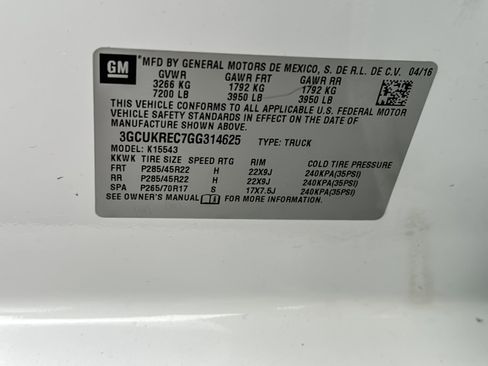 GM
MFD BY GENERAL MOTORS DE MEXICO, S. DE R.L. DE C.V. 04/16
GVWR GAWR FRT GAWR RR
3266 KG 1792 KG 1792 KG
7200 LB 3950 LB 3950 LB
THIS VEHICLE CONFORMS TO ALL APPLICABLE U.S. FEDERAL MOTOR
VEHICLE SAFETY STANDARDS IN EFFECT ON THE DATE OF
MANUFACTURE SHOWN ABOVE.
3GCUKREC7GG314625 TYPE: TRUCK
MODEL: K15543
KKWK TIRE SIZE SPEED RTG RIM COLD TIRE PRESSURE
FRT P285/45R22 H 22X9J 240KPA(35PSI)
RR P285/45R22 H 22X9J 240KPA(35PSI)
SPA P265/70R17 S 17X7.5J 240KPA(35PSI)
SEE OWNER'S MANUAL FOR MORE INFORMATION.